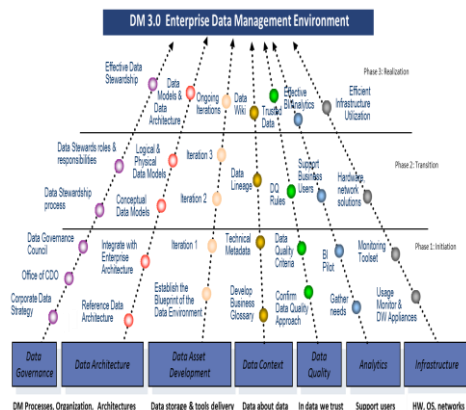 DM 3.0 Enterprise Data Management Environment
Phase 3: Realization
Effective Data
Stewardship
Data
Models &
Data
Architecture
Ongoing
Iterations
Data
Wiki
Trusted
Data
Effective
BI/Analytics
Efficient
Infrastructure
Utilization
Phase 2: Transition
Data Stewards roles &
responsibilities
Logical &
Physical
Data Models
Iteration 3
Data
Lineage
Support
Business
Users
Hardware,
network
solutions
Data Stewardship
process
Conceptual
Data Models
Iteration 2
DQ
Rules
Phase 1: Initiation
Data Governance
Council
Integrate with
Enterprise
Architecture
Iteration 1
Technical
Metadata
Data
Quality
Criteria
BI
Pilot
Monitoring
Toolset
Office of CDO
Corporate Data
Strategy
Reference Data
Architecture
Establish the
Blueprint of the
Data Environment
Develop
Business
Glossary
Confirm
Data Quality
Approach
Gather
needs
Usage
Monitor &
DW Appliances
Data
Governance
Data Architecture
Data Asset
Development
Data Context
Data
Quality
Analytics
Infrastructure
DM Processes, Organization, Architectures
Data storage & tools delivery
Data about data
In data we trust
Support users
HW, OS, networks